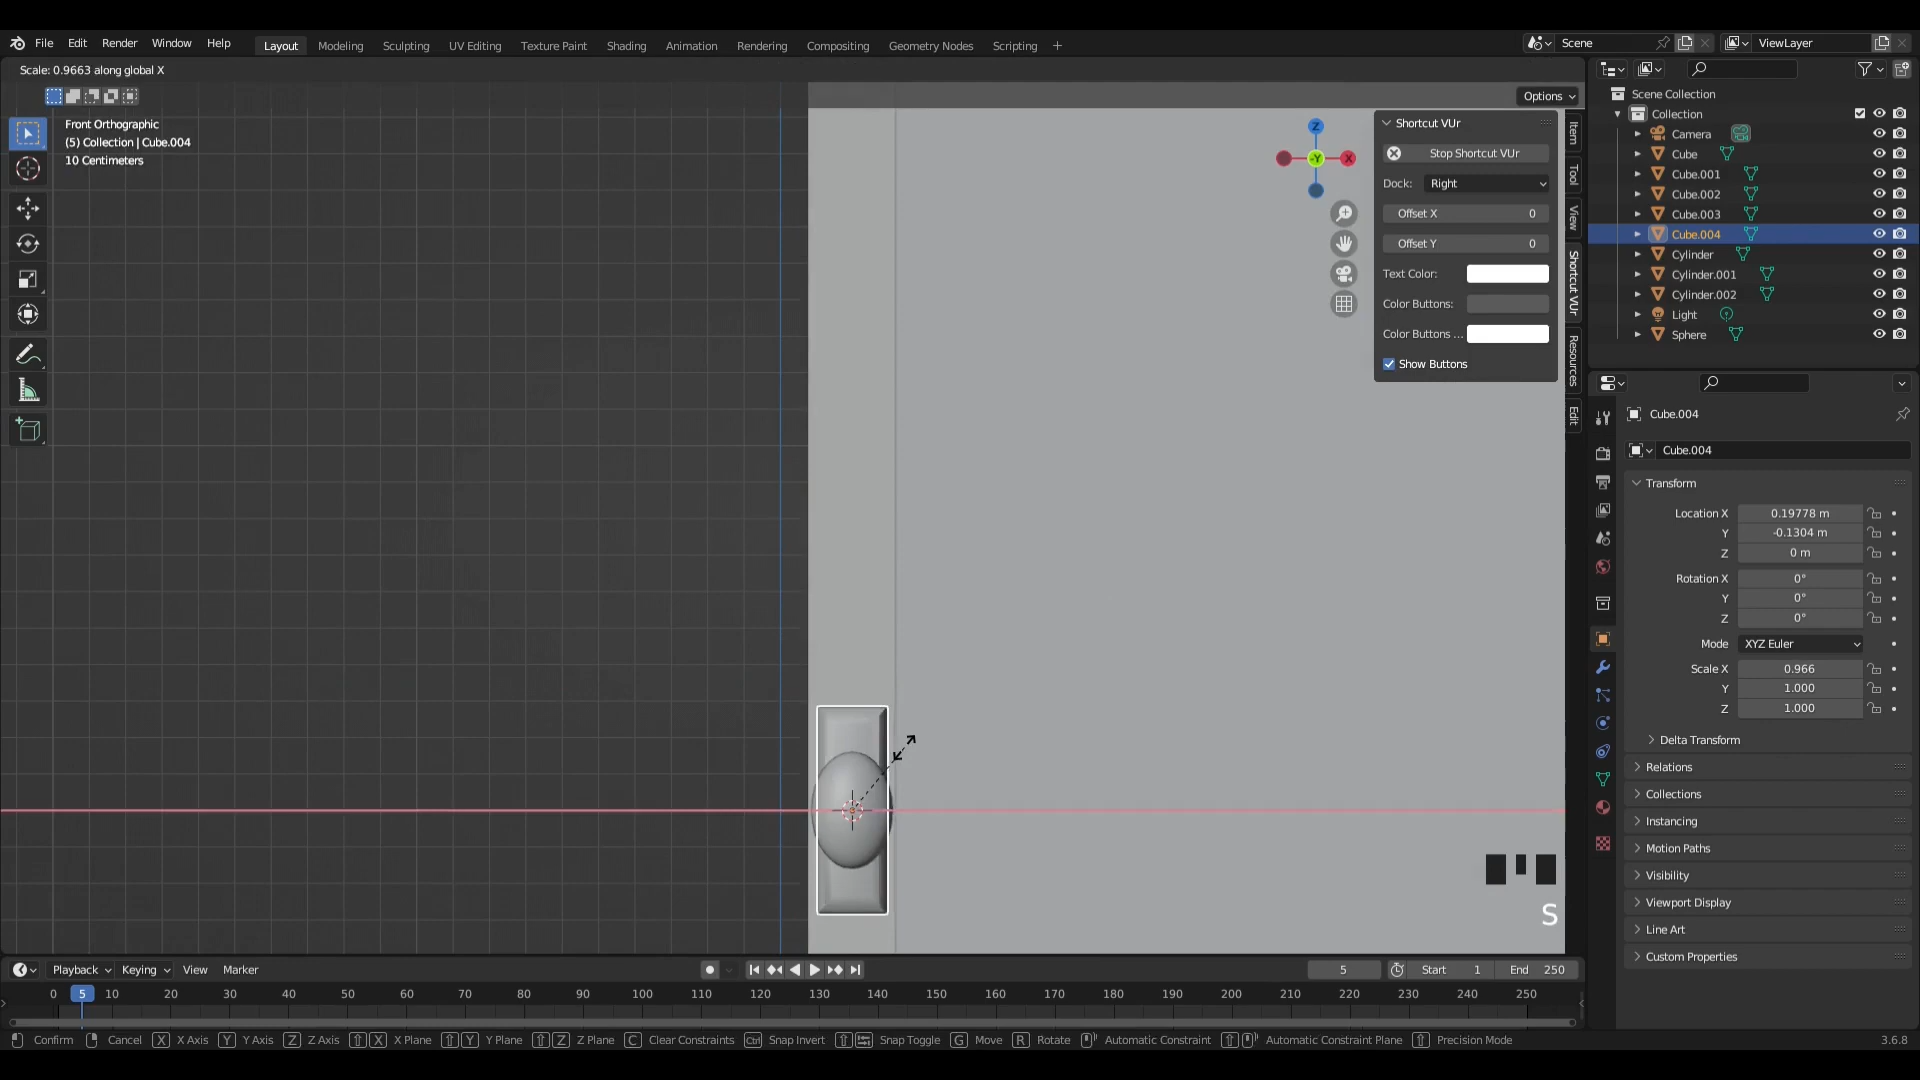 File Edit Render Window Help Layout Modeling Sculpting UV Editing Texture Paint Shading Animation Rendering Compositing Geometry Nodes Scripting + Scene ViewLayer
Scale: 0.9663 along global X
Options
Front Orthographic
(5) Collection | Cube.004
10 Centimeters
Z
-Y
X
Shortcut VUr
Stop Shortcut VUr
Dock: Right
Offset X 0
Offset Y 0
Text Color:
Color Buttons:
Color Buttons ...
Show Buttons
Item
Tool
View
Shortcut VUr
Resources
Edit
Scene Collection
Collection
Camera
Cube
Cube.001
Cube.002
Cube.003
Cube.004
Cylinder
Cylinder.001
Cylinder.002
Light
Sphere
Cube.004
Cube.004
Transform
Location X 0.19778 m
Y -0.1304 m
Z 0 m
Rotation X 0°
Y 0°
Z 0°
Mode XYZ Euler
Scale X 0.966
Y 1.000
Z 1.000
Delta Transform
Relations
Collections
Instancing
Motion Paths
Visibility
Viewport Display
Line Art
Custom Properties
S
Playback Keying View Marker 5 Start 1 End 250
0 5 10 20 30 40 50 60 70 80 90 100 110 120 130 140 150 160 170 180 190 200 210 220 230 240 250
Confirm Cancel X X Axis Y Y Axis Z Z Axis X X Plane Y Y Plane Z Z Plane C Clear Constraints Ctrl Snap Invert Snap Toggle G Move R Rotate Automatic Constraint Automatic Constraint Plane Precision Mode 3.6.8